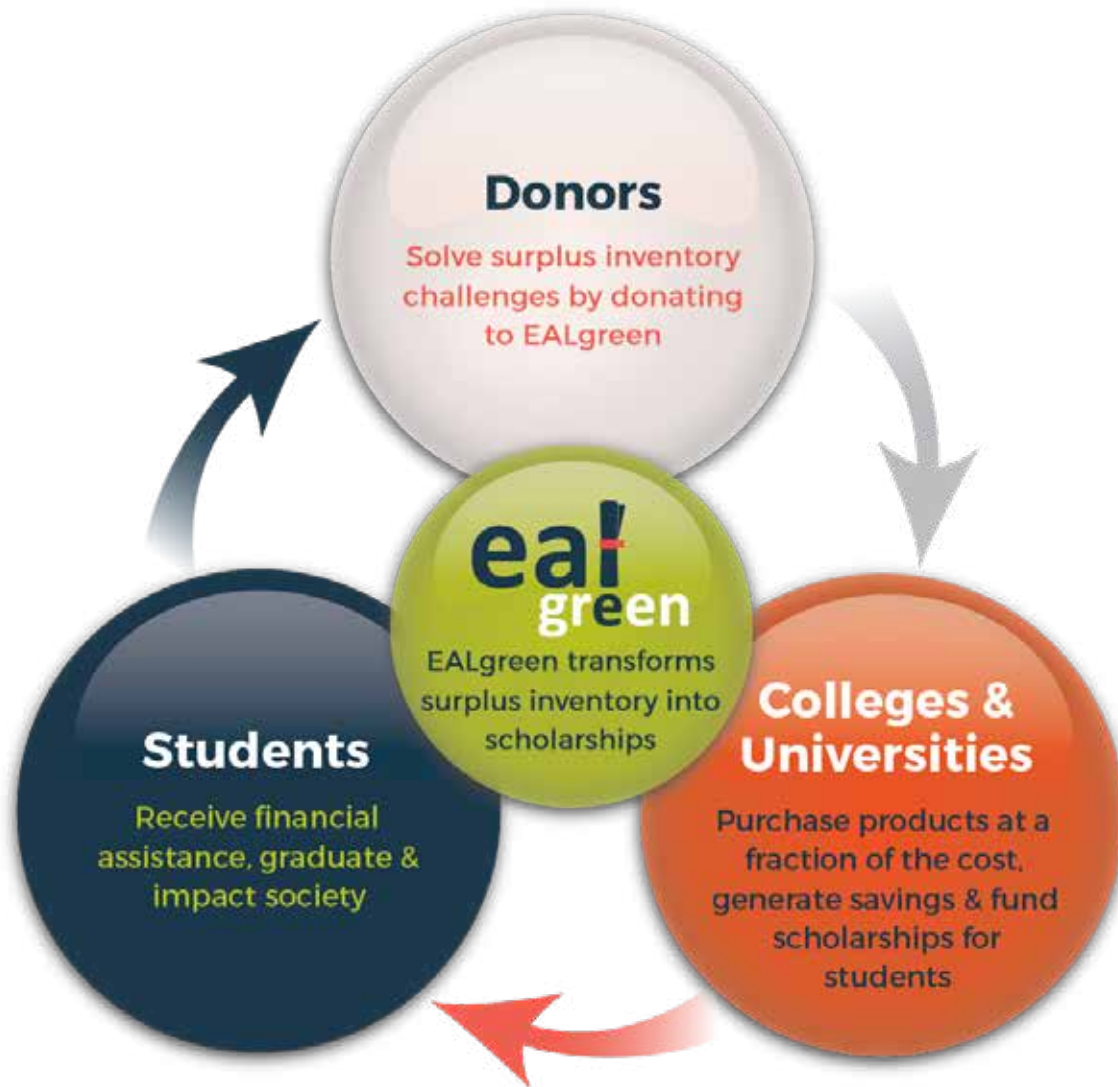 Donors
Solve surplus inventory
challenges by donating
to EALgreen
eal
green
EALgreen transforms
surplus inventory into
scholarships
Colleges &
Universities
Purchase products at a
fraction of the cost,
generate savings & fund
scholarships for
students
Students
Receive financial
assistance, graduate &
impact society